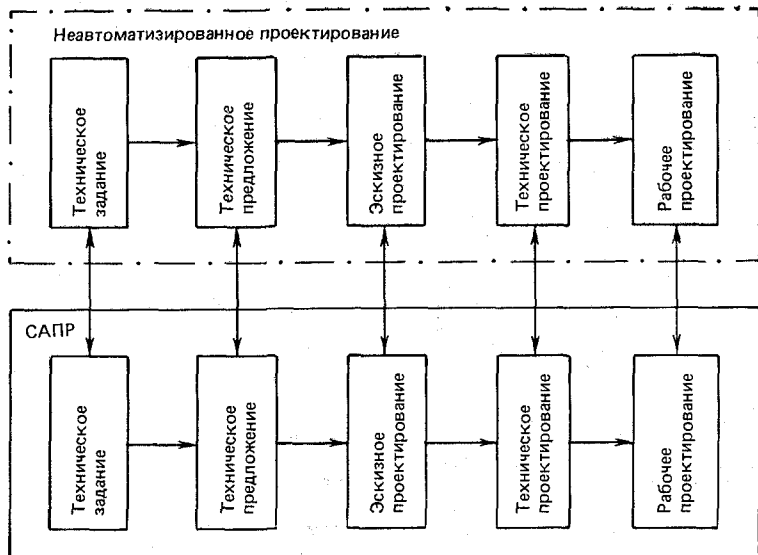 Неавтоматизированное проектирование
Техническое
задание
Техническое
предложение
Эскизное
проектирование
Техническое
проектирование
Рабочее
проектирование
САПР
Техническое
задание
Техническое
предложение
Эскизное
проектирование
Техническое
проектирование
Рабочее
проектирование